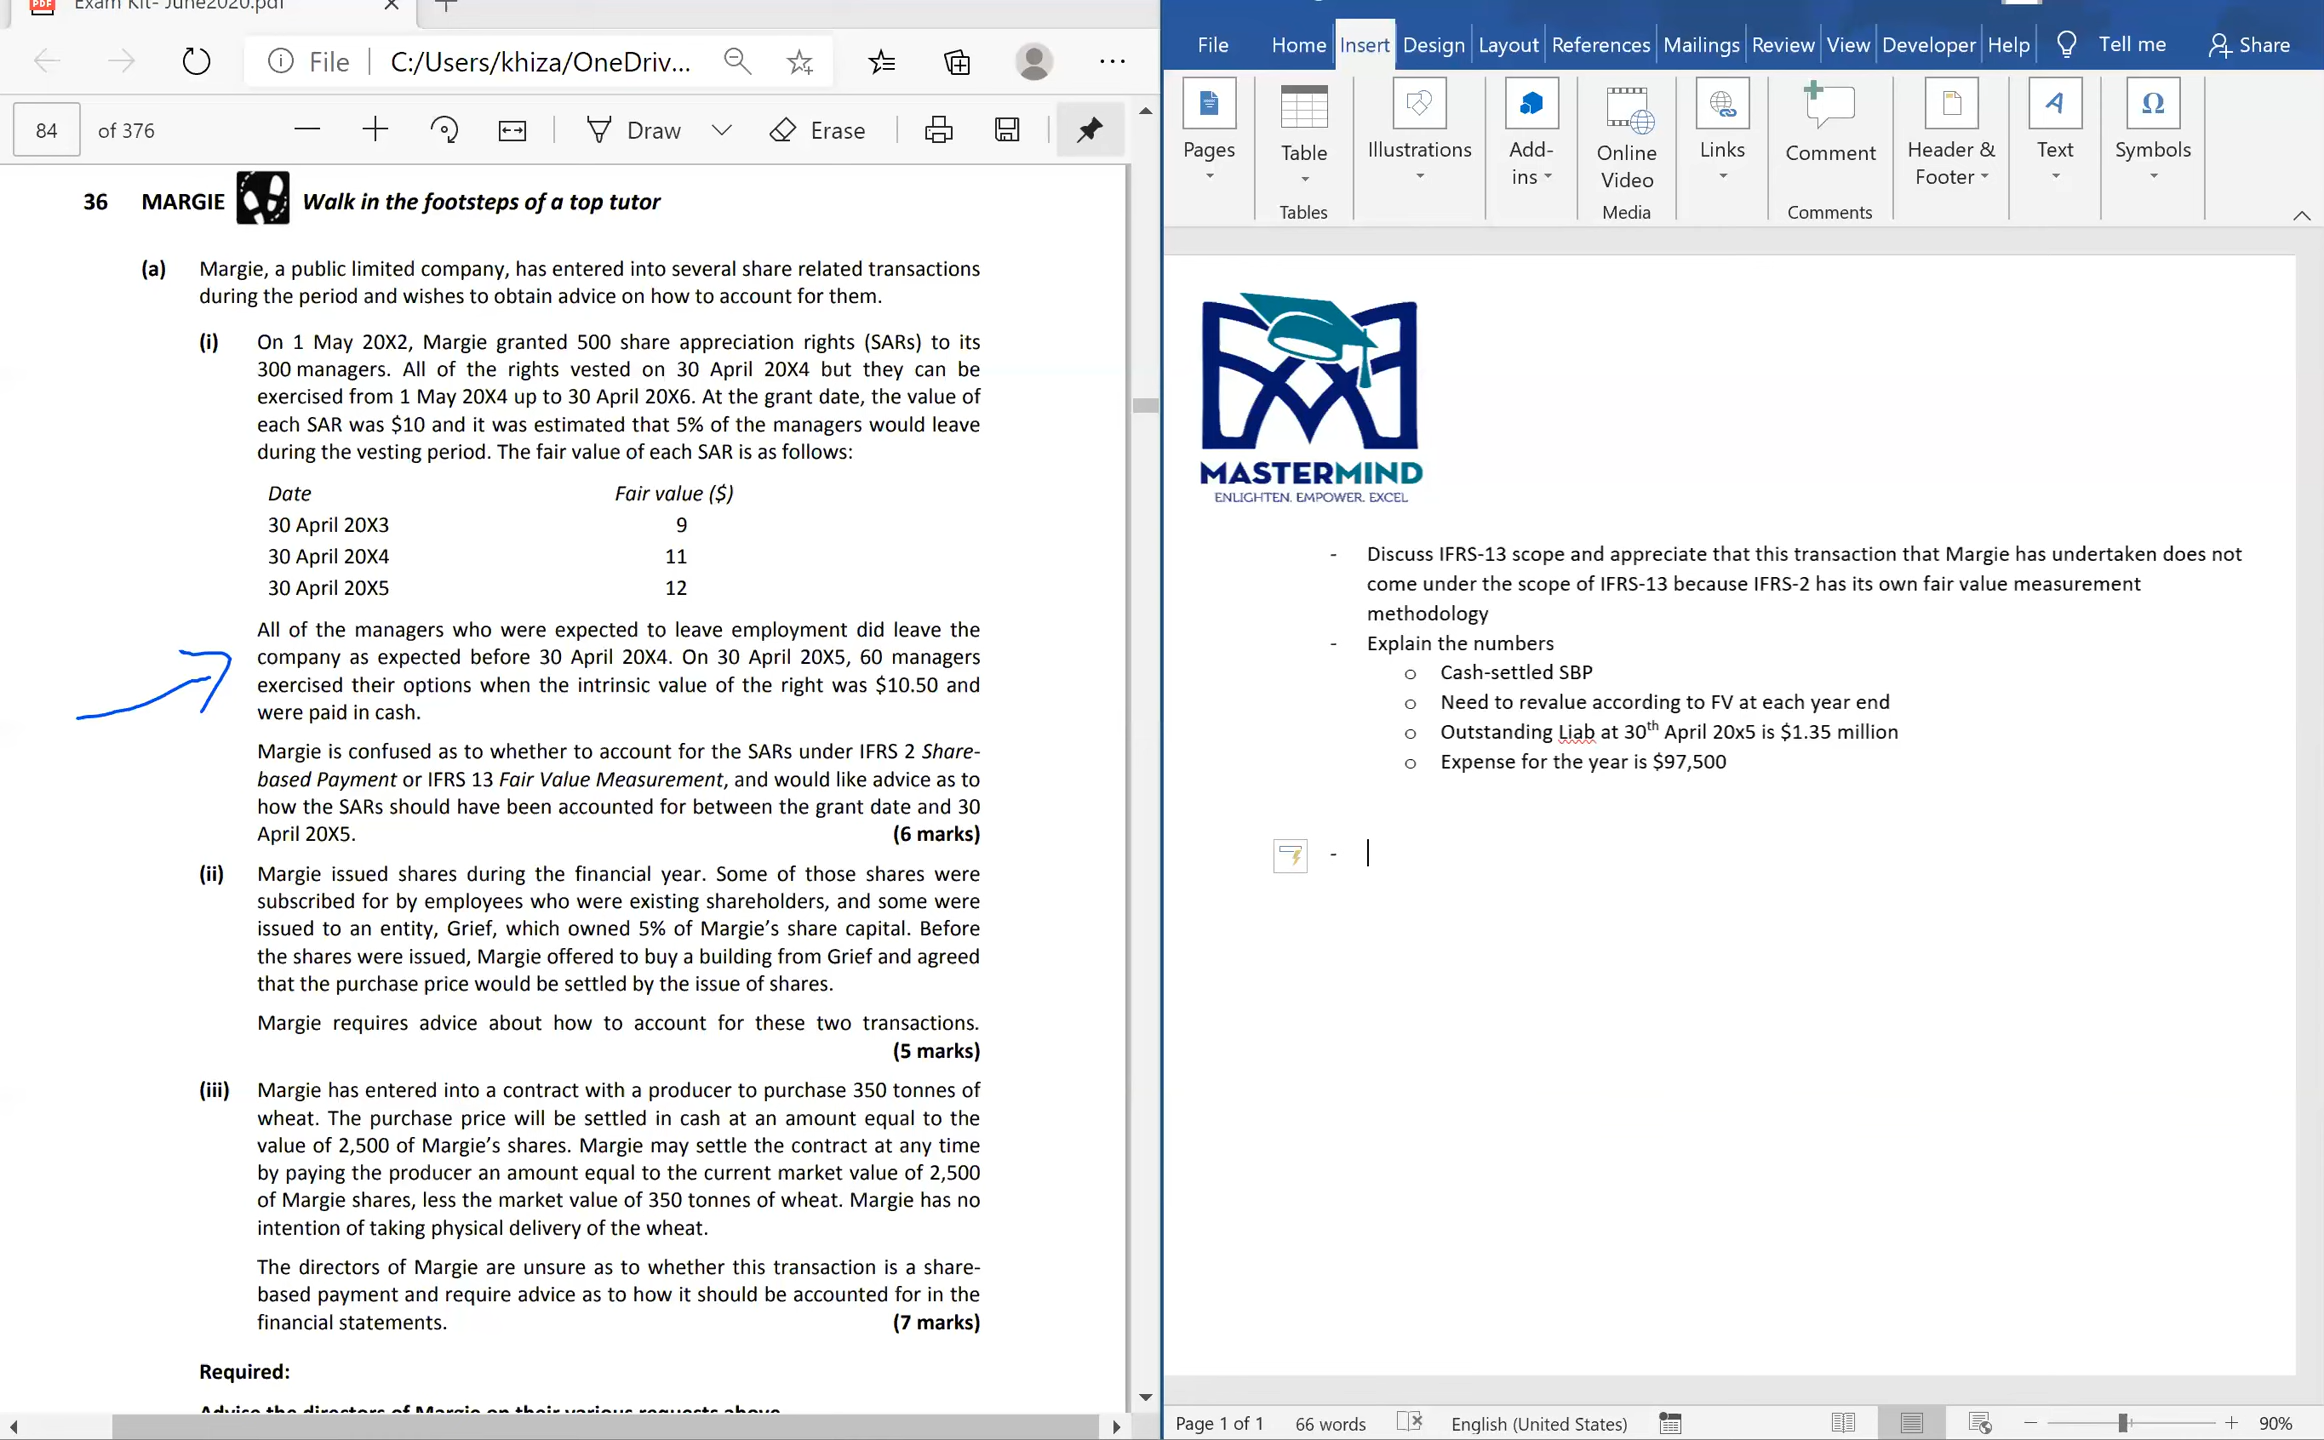 Exam Kit- June2020.pdf
File
C:/Users/khiza/OneDriv...
84 of 376
Draw
Erase
36 MARGIE Walk in the footsteps of a top tutor
(a) Margie, a public limited company, has entered into several share related transactions
during the period and wishes to obtain advice on how to account for them.
(i) On 1 May 20X2, Margie granted 500 share appreciation rights (SARs) to its
300 managers. All of the rights vested on 30 April 20X4 but they can be
exercised from 1 May 20X4 up to 30 April 20X6. At the grant date, the value of
each SAR was $10 and it was estimated that 5% of the managers would leave
during the vesting period. The fair value of each SAR is as follows:
Date Fair value ($)
30 April 20X3 9
30 April 20X4 11
30 April 20X5 12
All of the managers who were expected to leave employment did leave the
company as expected before 30 April 20X4. On 30 April 20X5, 60 managers
exercised their options when the intrinsic value of the right was $10.50 and
were paid in cash.
Margie is confused as to whether to account for the SARs under IFRS 2 Share-
based Payment or IFRS 13 Fair Value Measurement, and would like advice as to
how the SARs should have been accounted for between the grant date and 30
April 20X5. (6 marks)
(ii) Margie issued shares during the financial year. Some of those shares were
subscribed for by employees who were existing shareholders, and some were
issued to an entity, Grief, which owned 5% of Margie's share capital. Before
the shares were issued, Margie offered to buy a building from Grief and agreed
that the purchase price would be settled by the issue of shares.
Margie requires advice about how to account for these two transactions.
(5 marks)
(iii) Margie has entered into a contract with a producer to purchase 350 tonnes of
wheat. The purchase price will be settled in cash at an amount equal to the
value of 2,500 of Margie's shares. Margie may settle the contract at any time
by paying the producer an amount equal to the current market value of 2,500
of Margie shares, less the market value of 350 tonnes of wheat. Margie has no
intention of taking physical delivery of the wheat.
The directors of Margie are unsure as to whether this transaction is a share-
based payment and require advice as to how it should be accounted for in the
financial statements. (7 marks)
Required:
Advise the directors of Margie on their various requests above.
File Home Insert Design Layout References Mailings Review View Developer Help Tell me Share
Pages Table Illustrations Add-ins Online Video Links Comment Header & Footer Text Symbols
Tables Media Comments
MASTERMIND
ENLIGHTEN. EMPOWER. EXCEL
- Discuss IFRS-13 scope and appreciate that this transaction that Margie has undertaken does not
come under the scope of IFRS-13 because IFRS-2 has its own fair value measurement
methodology
- Explain the numbers
o Cash-settled SBP
o Need to revalue according to FV at each year end
o Outstanding Liab at 30th April 20x5 is $1.35 million
o Expense for the year is $97,500
-
Page 1 of 1 66 words English (United States) 90%